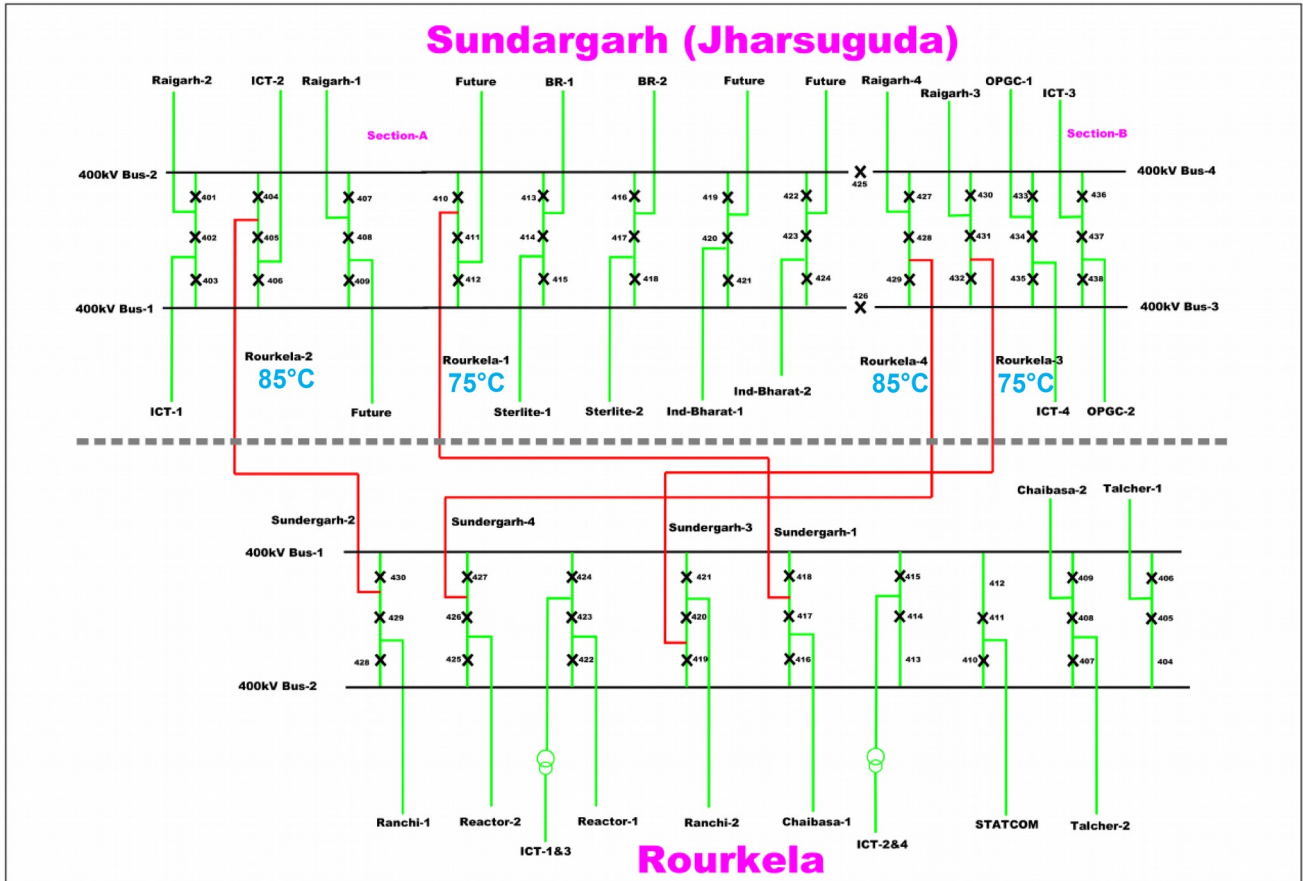 Sundargarh (Jharsuguda)
Raigarh-2
ICT-2
Raigarh-1
Future
BR-1
BR-2
Future
Future
Raigarh-4
Raigarh-3
OPGC-1
ICT-3
Section-A
Section-B
400kV Bus-2
400kV Bus-4
425
401
404
407
410
413
416
419
422
427
430
433
436
402
405
408
411
414
417
420
423
428
431
434
437
403
406
409
412
415
418
421
424
429
432
435
438
400kV Bus-1
426
400kV Bus-3
Rourkela-2
85°C
Rourkela-1
75°C
Rourkela-4
85°C
Rourkela-3
75°C
Ind-Bharat-2
ICT-1
Future
Sterlite-1
Sterlite-2
Ind-Bharat-1
ICT-4
OPGC-2
Chaibasa-2
Talcher-1
Sundergarh-2
Sundergarh-4
Sundergarh-3
Sundergarh-1
400kV Bus-1
430
427
424
421
418
415
412
409
406
429
426
423
420
417
414
411
408
405
428
425
422
419
416
413
410
407
404
400kV Bus-2
Ranchi-1
Reactor-2
Reactor-1
Ranchi-2
Chaibasa-1
STATCOM
Talcher-2
ICT-1&3
ICT-2&4
Rourkela